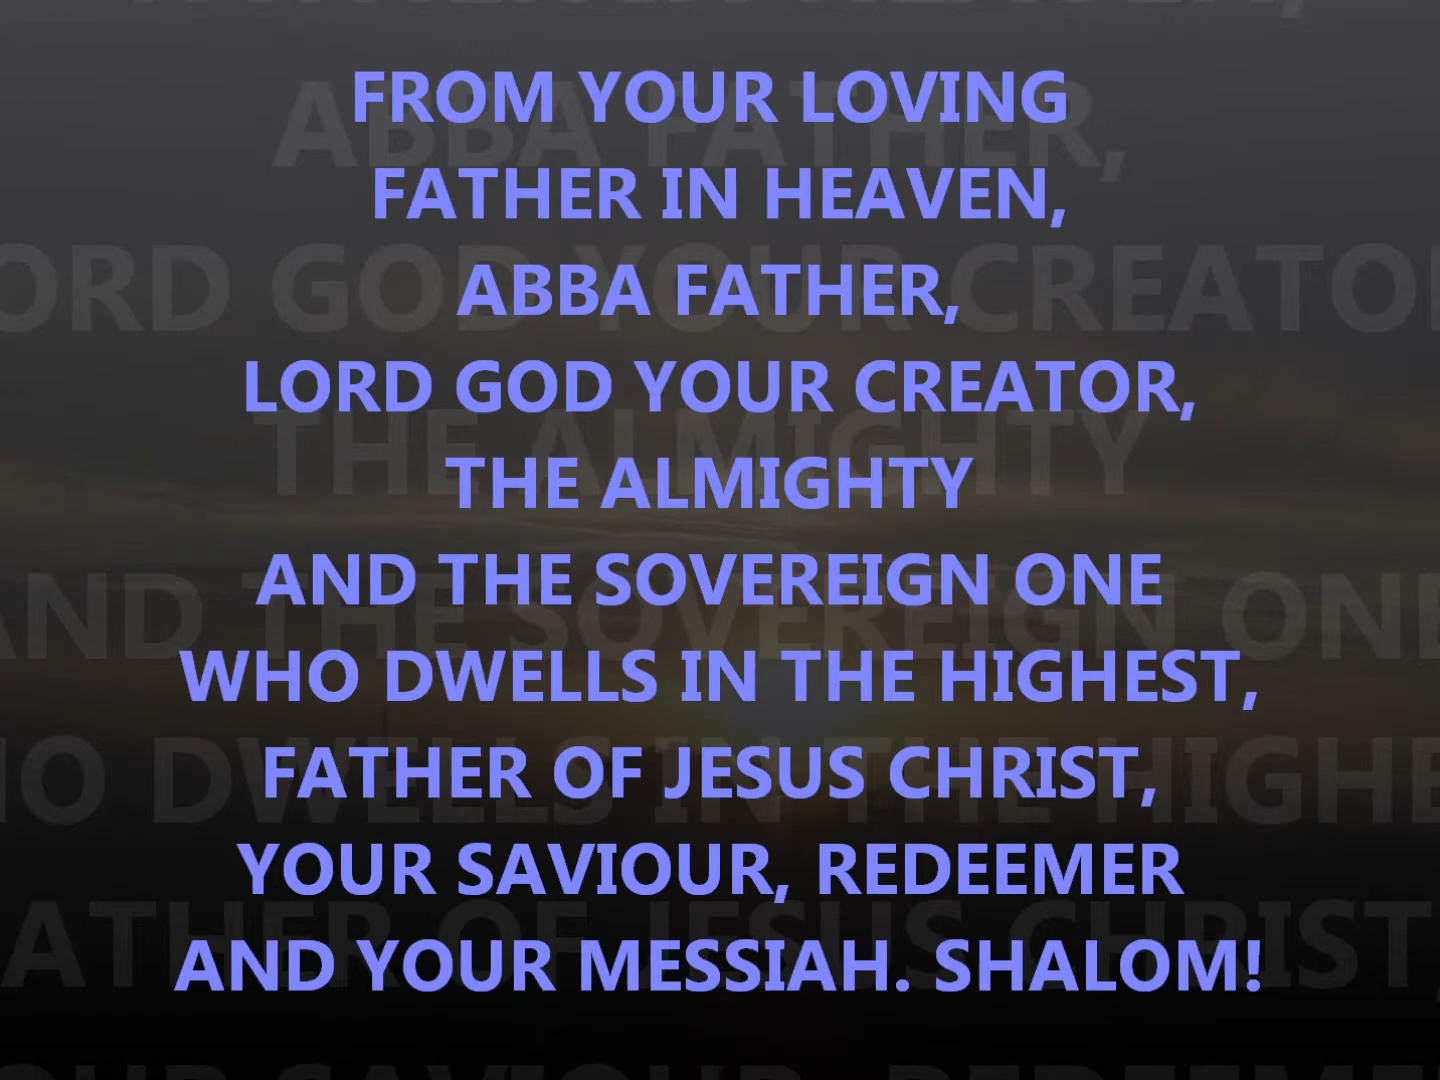 FROM YOUR LOVING
FATHER IN HEAVEN,
ABBA FATHER,
LORD GOD YOUR CREATOR,
THE ALMIGHTY
AND THE SOVEREIGN ONE
WHO DWELLS IN THE HIGHEST,
FATHER OF JESUS CHRIST,
YOUR SAVIOUR, REDEEMER
AND YOUR MESSIAH. SHALOM!